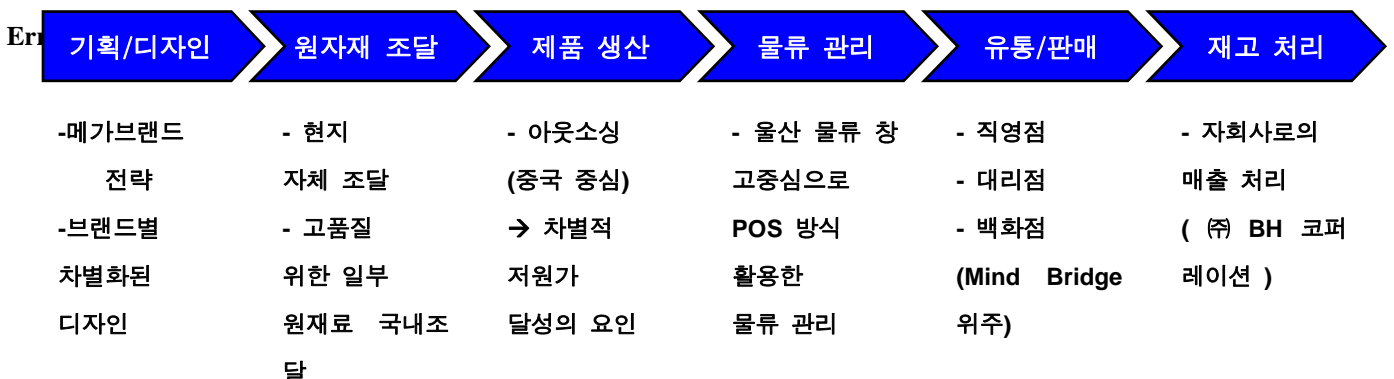 Err
기획/디자인
원자재 조달
제품 생산
물류 관리
유통/판매
재고 처리
-메가브랜드
전략
-브랜드별
차별화된
디자인
- 현지
자체 조달
- 고품질
위한 일부
원재료 국내조
달
- 아웃소싱
(중국 중심)
→ 차별적
저원가
달성의 요인
- 울산 물류 창
고중심으로
POS 방식
활용한
물류 관리
- 직영점
- 대리점
- 백화점
(Mind Bridge
위주)
- 자회사로의
매출 처리
( ㈜ BH 코퍼
레이션 )